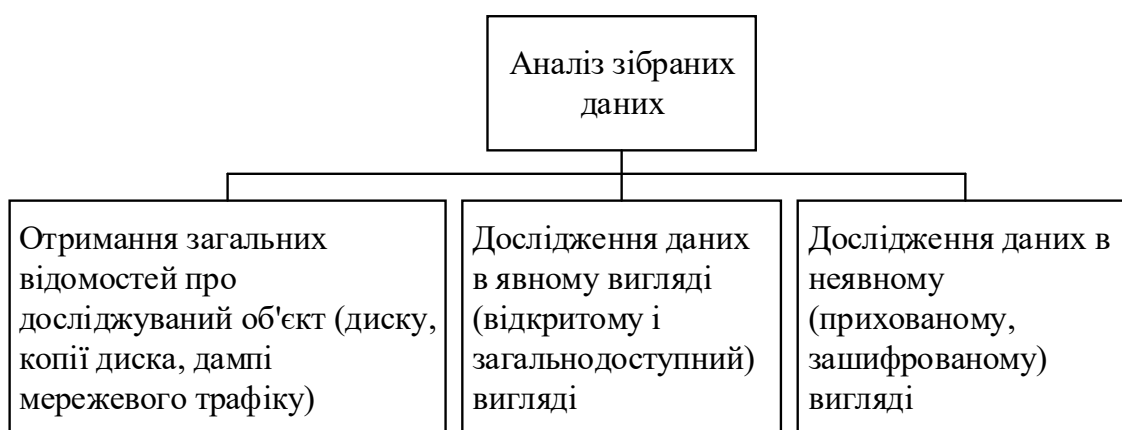 Аналіз зібраних
даних
Отримання загальних
відомостей про
досліджуваний об'єкт (диску,
копії диска, дампі
мережевого трафіку)
Дослідження даних
в явному вигляді
(відкритому і
загальнодоступний)
вигляді
Дослідження даних в
неявному
(прихованому,
зашифрованому)
вигляді